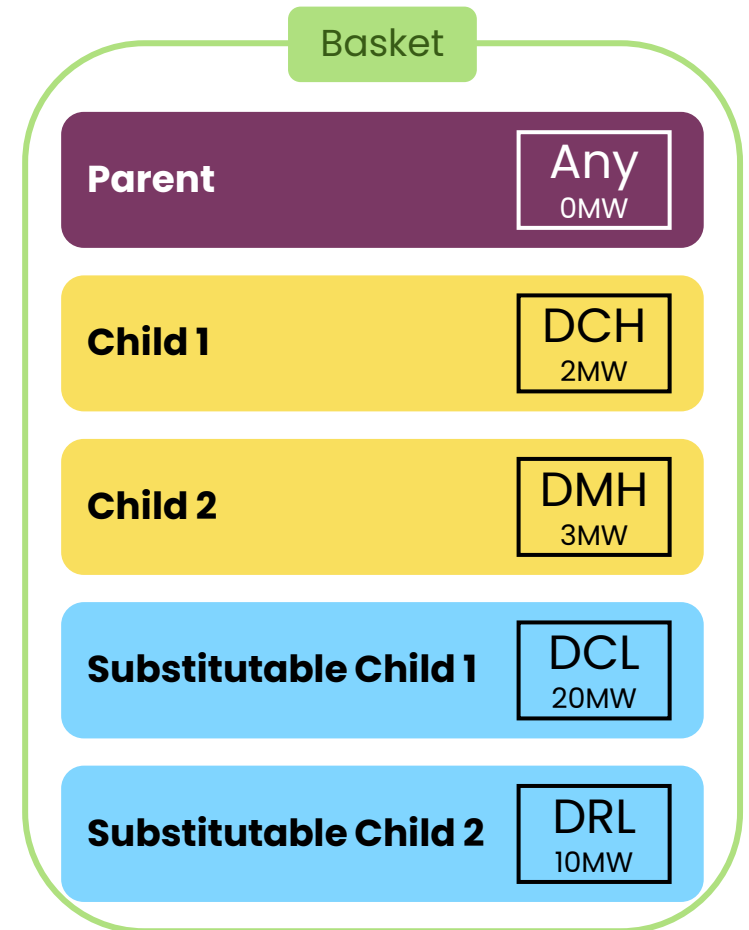 Basket
Parent
Any
0MW
Child 1
DCH
2MW
Child 2
DMH
3MW
Substitutable Child 1
DCL
20MW
Substitutable Child 2
DRL
10MW